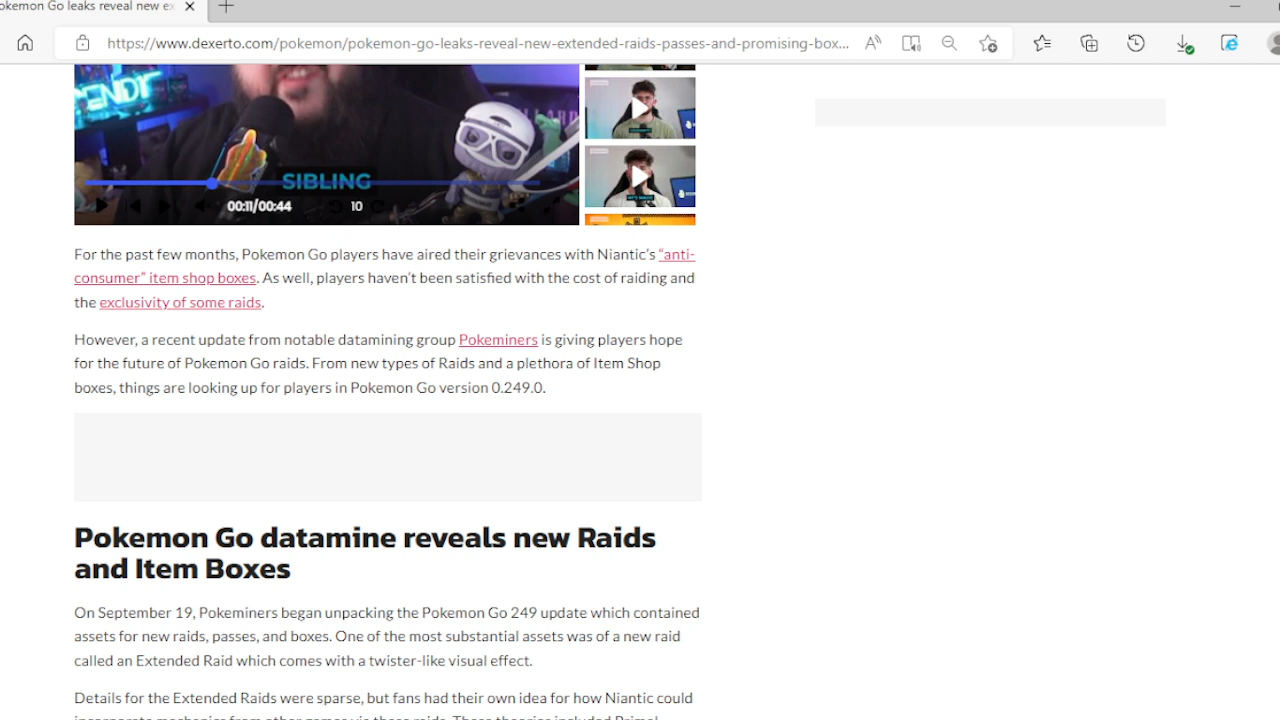 okemon Go leaks reveal new ex
https://www.dexerto.com/pokemon/pokemon-go-leaks-reveal-new-extended-raids-passes-and-promising-box...
SIBLING
00:11/00:44
10
For the past few months, Pokemon Go players have aired their grievances with Niantic's “anti-
consumer” item shop boxes. As well, players haven't been satisfied with the cost of raiding and
the exclusivity of some raids.
However, a recent update from notable datamining group Pokeminers is giving players hope
for the future of Pokemon Go raids. From new types of Raids and a plethora of Item Shop
boxes, things are looking up for players in Pokemon Go version 0.249.0.
Pokemon Go datamine reveals new Raids
and Item Boxes
On September 19, Pokeminers began unpacking the Pokemon Go 249 update which contained
assets for new raids, passes, and boxes. One of the most substantial assets was of a new raid
called an Extended Raid which comes with a twister-like visual effect.
Details for the Extended Raids were sparse, but fans had their own idea for how Niantic could